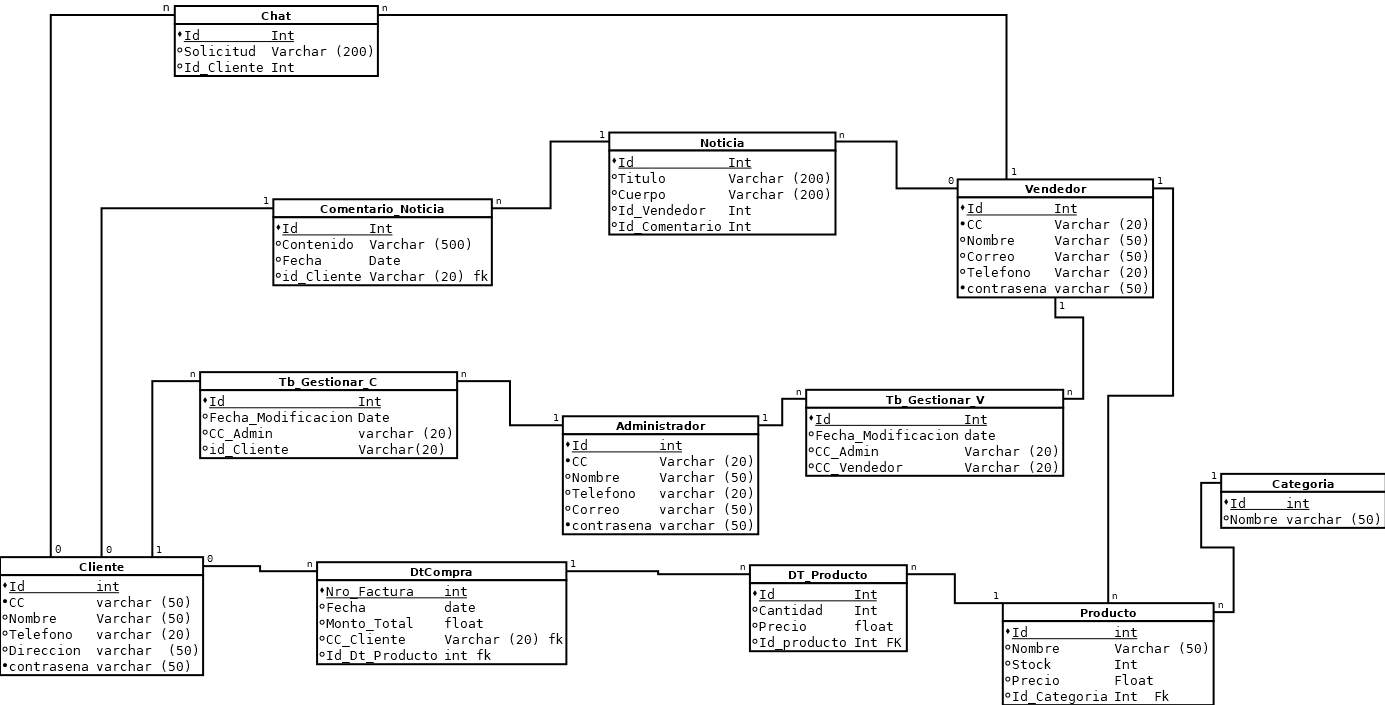 n
Chat
n
Id Int
Solicitud Varchar (200)
Id_Cliente Int
1
Noticia
n
Id Int
Titulo Varchar (200)
Cuerpo Varchar (200)
Id_Vendedor Int
Id_Comentario Int
0
1
Vendedor
1
Id Int
CC Varchar (20)
Nombre Varchar (50)
Correo Varchar (50)
Telefono Varchar (20)
contrasena varchar (50)
1
1
Comentario_Noticia
n
Id Int
Contenido Varchar (500)
Fecha Date
id_Cliente Varchar (20) fk
n
Tb_Gestionar_C
n
Id Int
Fecha_Modificacion Date
CC_Admin varchar (20)
id_Cliente Varchar(20)
1
Administrador
1
Id int
CC Varchar (20)
Nombre Varchar (50)
Telefono varchar (20)
Correo varchar (50)
contrasena varchar (50)
n
Tb_Gestionar_V
n
Id Int
Fecha_Modificacion date
CC_Admin Varchar (20)
CC_Vendedor Varchar (20)
1
Categoria
Id int
Nombre varchar (50)
0
0
1
Cliente
0
Id int
CC varchar (50)
Nombre Varchar (50)
Telefono varchar (20)
Direccion varchar (50)
contrasena varchar (50)
n
DtCompra
1
Nro_Factura int
Fecha date
Monto_Total float
CC_Cliente Varchar (20) fk
Id_Dt_Producto int fk
n
DT_Producto
n
Id Int
Cantidad Int
Precio float
Id_producto Int FK
1
n
Producto
n
Id int
Nombre Varchar (50)
Stock Int
Precio Float
Id_Categoria Int Fk